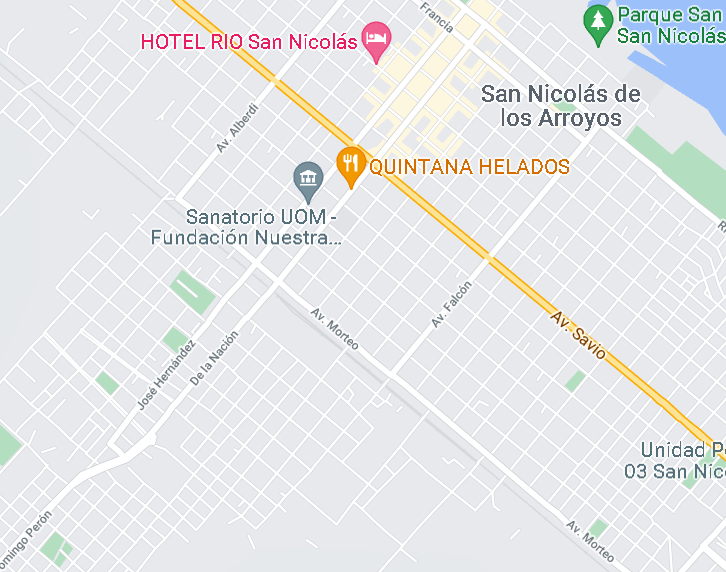 Francia
Parque San
San Nicolás
HOTEL RIO San Nicolás
San Nicolás de
los Arroyos
Av. Alberdi
QUINTANA HELADOS
Sanatorio UOM -
Fundación Nuestra...
Av. Falcón
Av. Morteo
Av. Savio
José Hernández
De la Nación
Unidad
03 San
Av. Morteo
Perón